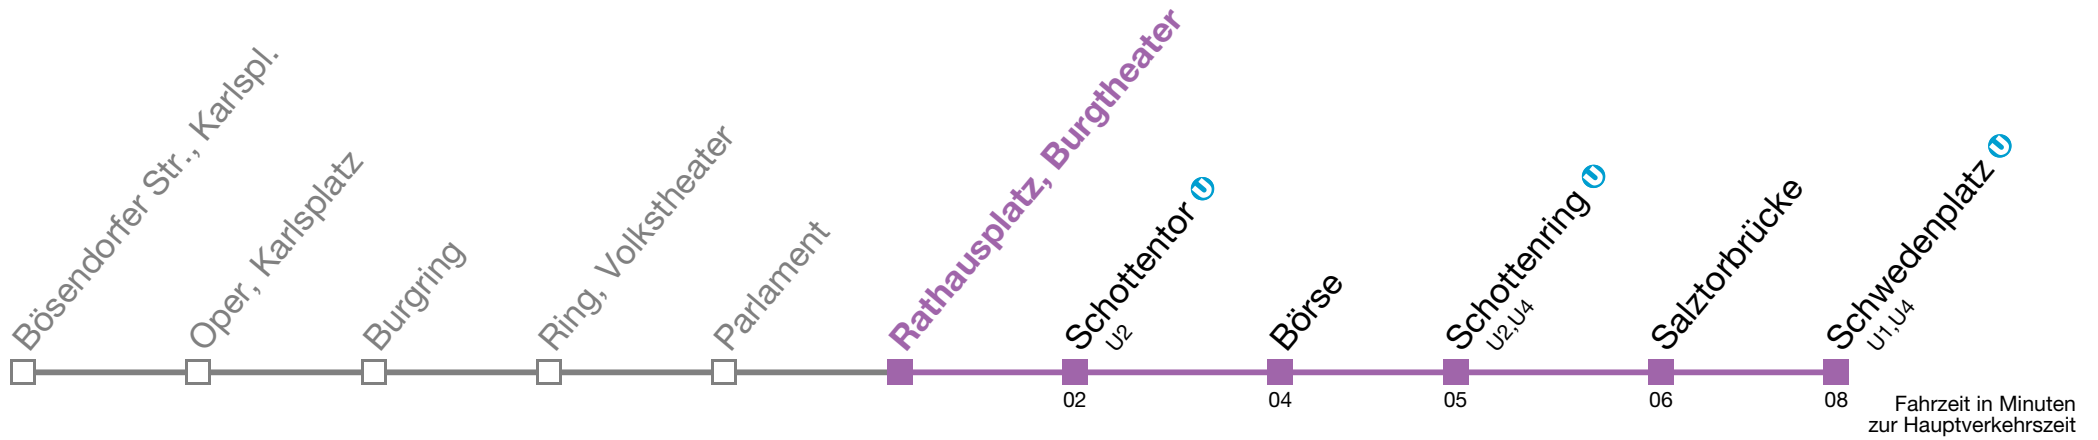 Bösendorfer Str., Karlspl.
Oper, Karlsplatz
Burgring
Ring, Volkstheater
Parlament
Rathausplatz, Burgtheater
Schottentor
U2
Börse
Schottenring
U2,U4
Salztorbrücke
Schwedenplatz
U1,U4
02
04
05
06
08
Fahrzeit in Minuten
zur Hauptverkehrszeit